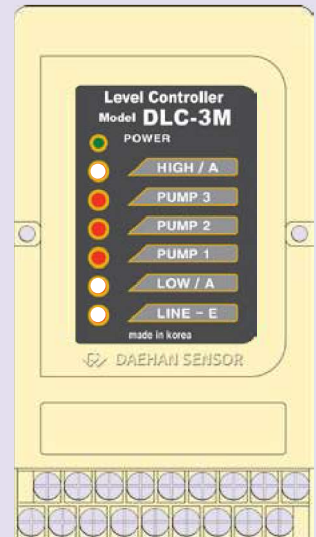 Level Controller
Model DLC-3M
POWER
HIGH / A
PUMP 3
PUMP 2
PUMP 1
LOW / A
LINE - E
made in korea
DAEHAN SENSOR